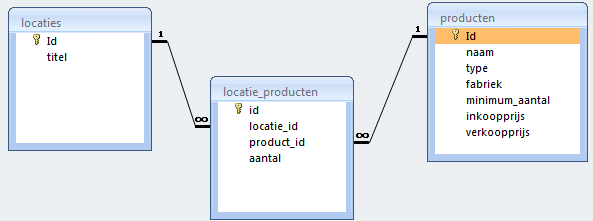 locaties
Id
titel
1
∞
locatie_producten
id
locatie_id
product_id
aantal
1
∞
producten
Id
naam
type
fabriek
minimum_aantal
inkoopprijs
verkoopprijs